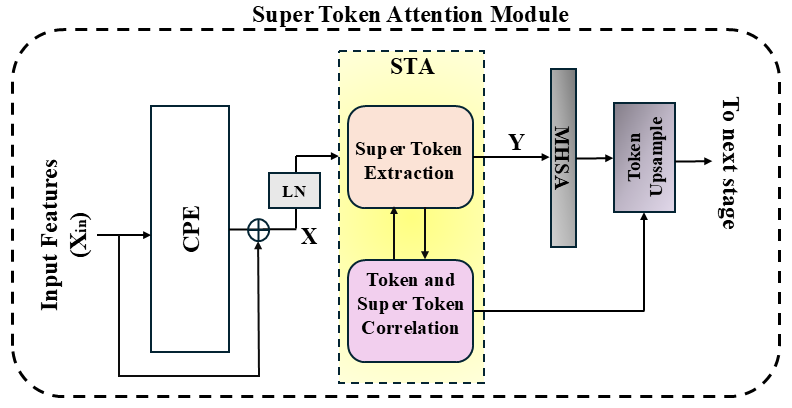 Super Token Attention Module
Input Features
(Xin)
CPE
X
LN
STA
Super Token
Extraction
Token and
Super Token
Correlation
Y
MHSA
Token
Upsample
To next stage